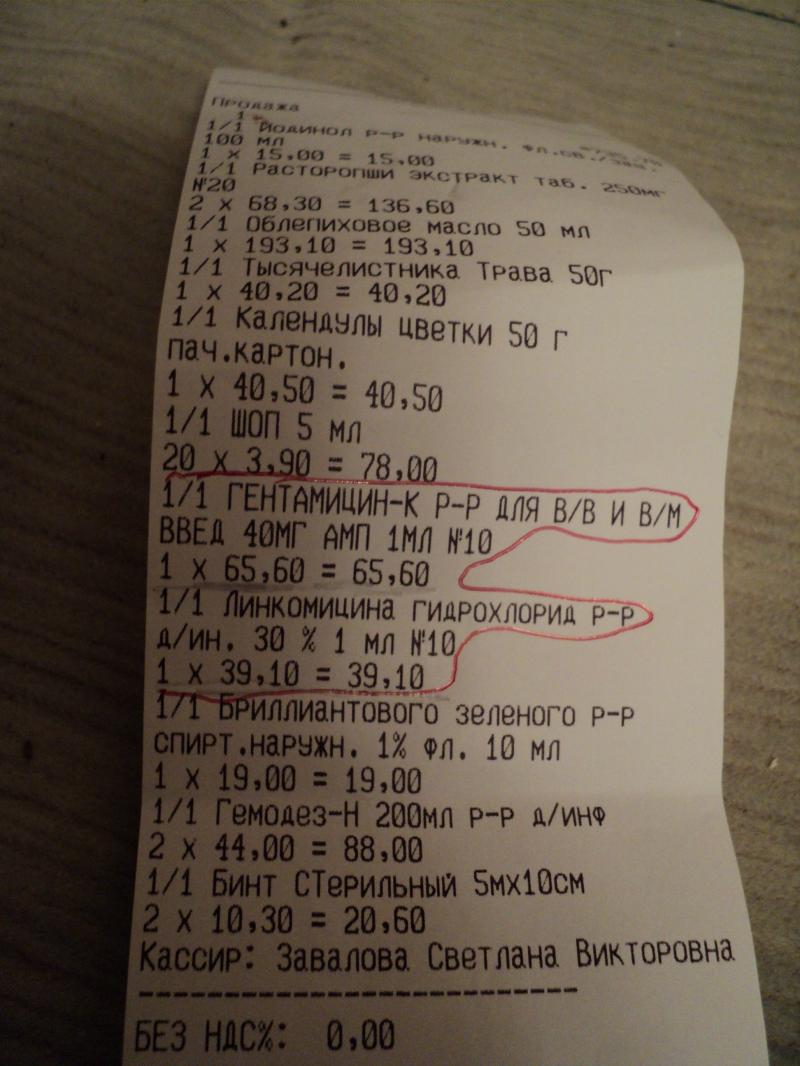 Продажа
1
1/1 Йодинол р-р наружн. фл.
100 мл
1 х 15,00 = 15,00
1/1 Расторопши экстракт таб. 250мг
№20
2 х 68,30 = 136,60
1/1 Облепиховое масло 50 мл
1 х 193,10 = 193,10
1/1 Тысячелистника Трава 50г
1 х 40,20 = 40,20
1/1 Календулы цветки 50 г
пач.картон.
1 х 40,50 = 40,50
1/1 ШОП 5 мл
20 х 3,90 = 78,00
1/1 ГЕНТАМИЦИН-К Р-Р ДЛЯ В/В И В/М
ВВЕД 40МГ АМП 1МЛ №10
1 х 65,60 = 65,60
1/1 Линкомицина гидрохлорид р-р
д/ин. 30 % 1 мл №10
1 х 39,10 = 39,10
1/1 Бриллиантового зеленого р-р
спирт.наружн. 1% фл. 10 мл
1 х 19,00 = 19,00
1/1 Гемодез-Н 200мл р-р д/инф
2 х 44,00 = 88,00
1/1 Бинт СТерильный 5мх10см
2 х 10,30 = 20,60
Кассир: Завалова Светлана Викторовна
----------------------------
БЕЗ НДС%: 0,00